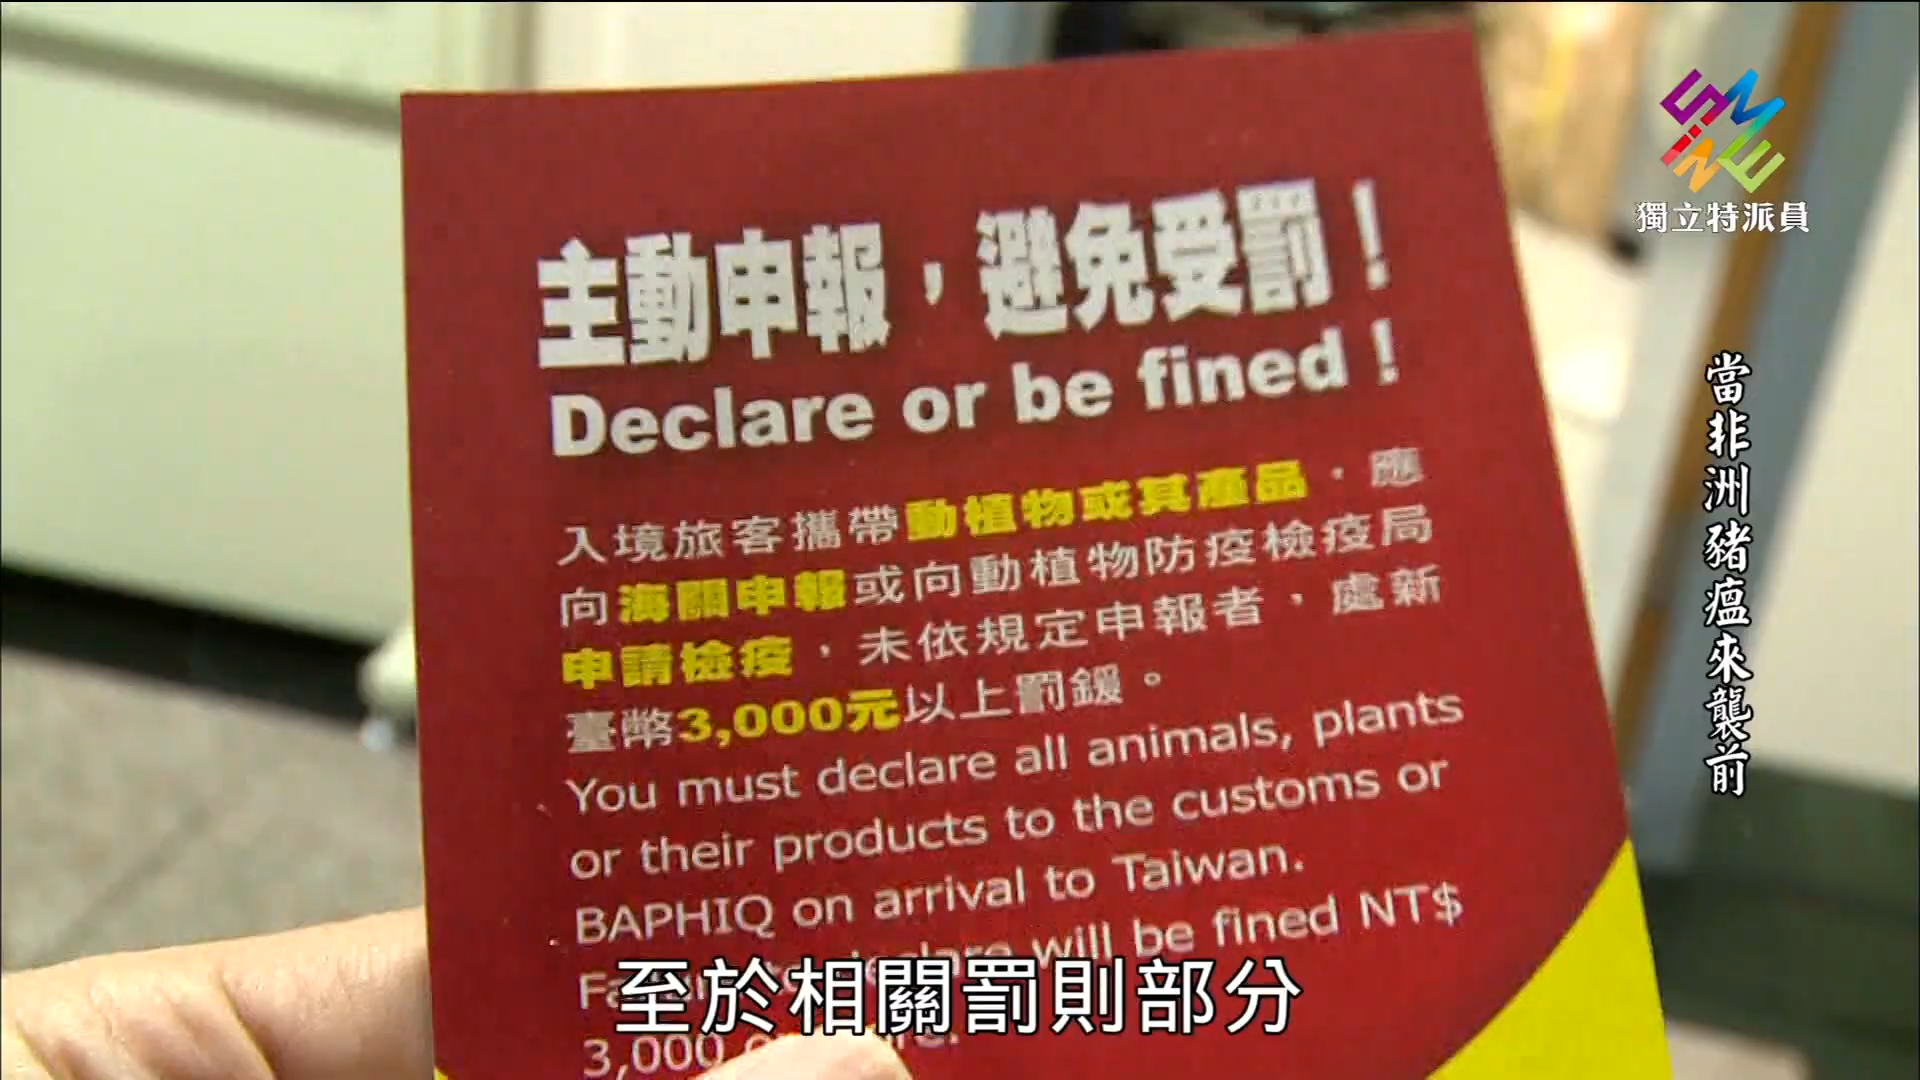 主動申報，避免受罰！
Declare or be fined!
入境旅客攜帶動植物或其產品，應
向海關申報或向動植物防疫檢疫局
申請檢疫，未依規定申報者，處新
臺幣3,000元以上罰鍰。
You must declare all animals, plants
or their products to the customs or
BAPHIQ on arrival to Taiwan.
declare will be fined NT$
3,000
至於相關罰則部分
iNNEWS
獨立特派員
當非洲豬瘟來襲前